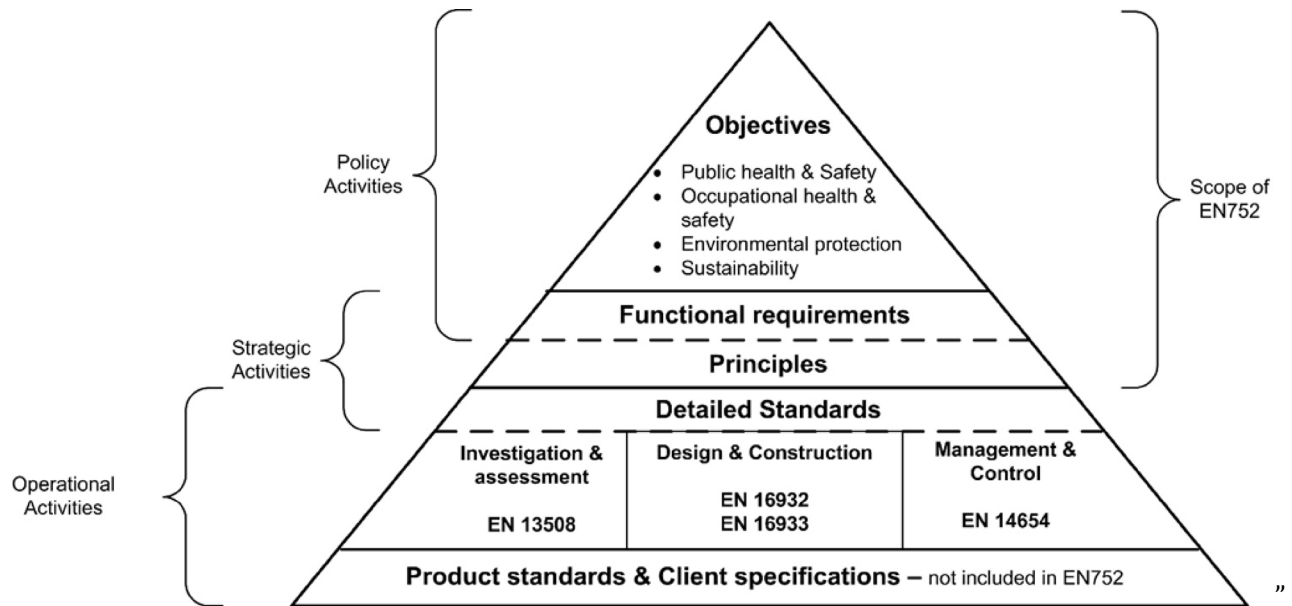 Policy
Activities
Strategic
Activities
Operational
Activities
Objectives
• Public health & Safety
• Occupational health &
safety
• Environmental protection
• Sustainability
Functional requirements
Principles
Detailed Standards
Investigation &
assessment
EN 13508
Design & Construction
EN 16932
EN 16933
Management &
Control
EN 14654
Product standards & Client specifications – not included in EN752
Scope of
EN752
”